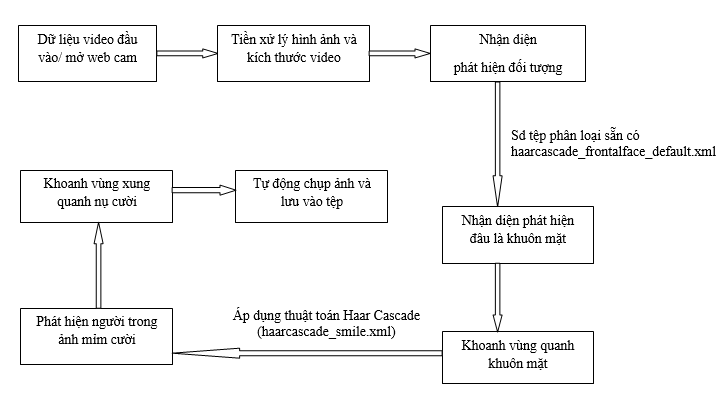 Dữ liệu video đầu
vào/ mở web cam
Tiền xử lý hình ảnh và
kích thước video
Nhận diện
phát hiện đối tượng
Sd tệp phân loại sẵn có
haarcascade_frontalface_default.xml
Nhận diện phát hiện
đâu là khuôn mặt
Khoanh vùng quanh
khuôn mặt
Áp dụng thuật toán Haar Cascade
(haarcascade_smile.xml)
Phát hiện người trong
ảnh mỉm cười
Khoanh vùng xung
quanh nụ cười
Tự động chụp ảnh và
lưu vào tệp